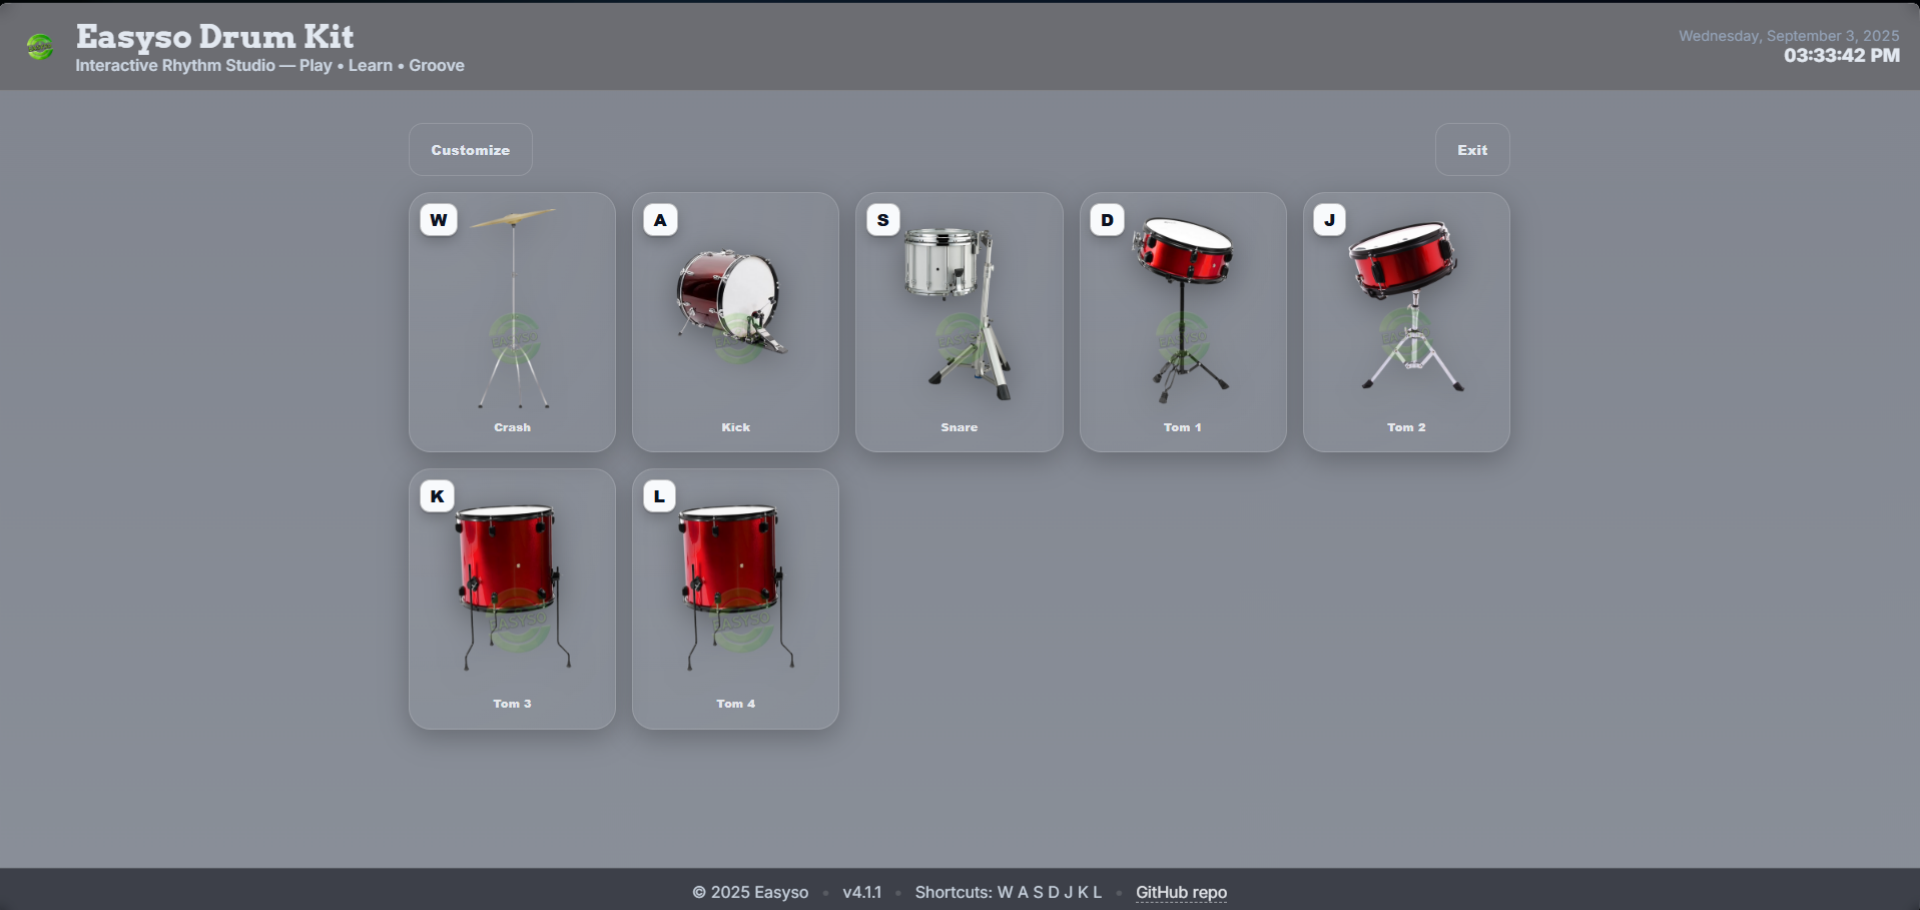 Easyso Drum Kit
Interactive Rhythm Studio — Play • Learn • Groove
Wednesday, September 3, 2025
03:33:42 PM
Customize
Exit
W
Crash
A
Kick
S
Snare
D
Tom 1
J
Tom 2
K
Tom 3
L
Tom 4
© 2025 Easyso • v4.1.1 • Shortcuts: W A S D J K L • GitHub repo